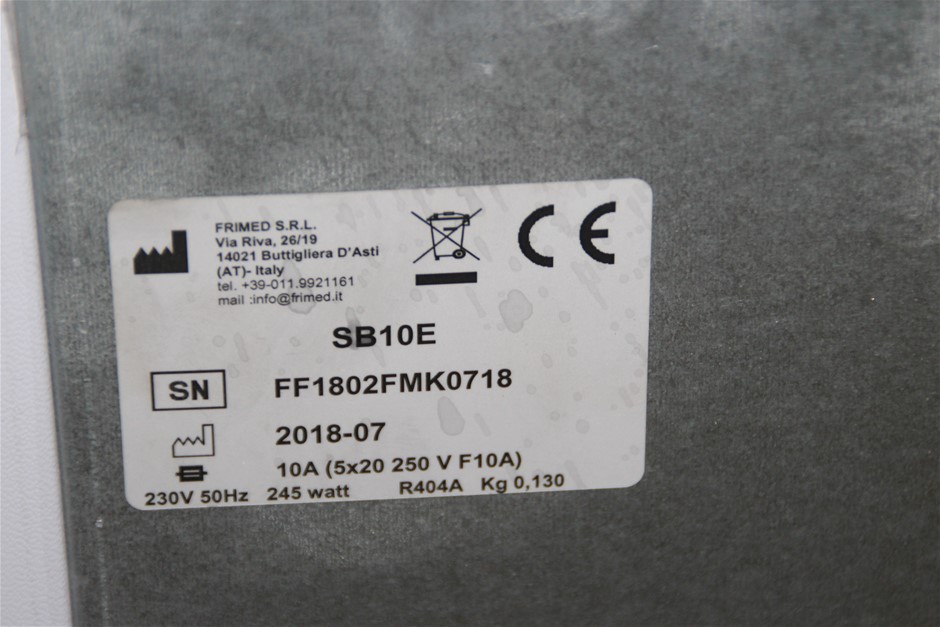 FRIMED S.R.L.
Via Riva, 26/19
14021 Buttigliera D'Asti
(AT)- Italy
tel. +39-011.9921161
mail :info@frimed.it
CE
SB10E
SN FF1802FMK0718
2018-07
10A (5x20 250 V F10A)
230V 50Hz 245 watt R404A Kg 0,130